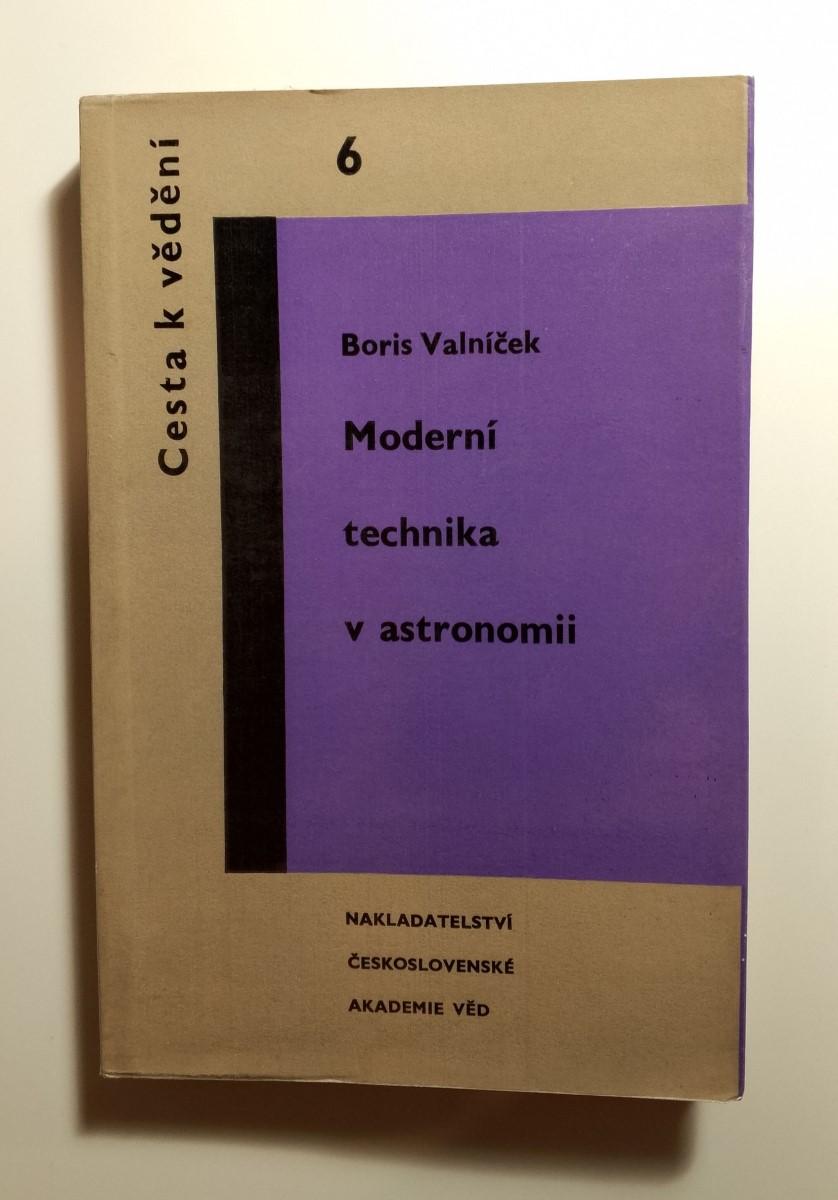 Cesta k vědění
6
Boris Valníček
Moderní
technika
v astronomii
NAKLADATELSTVÍ
ČESKOSLOVENSKÉ
AKADEMIE VĚD